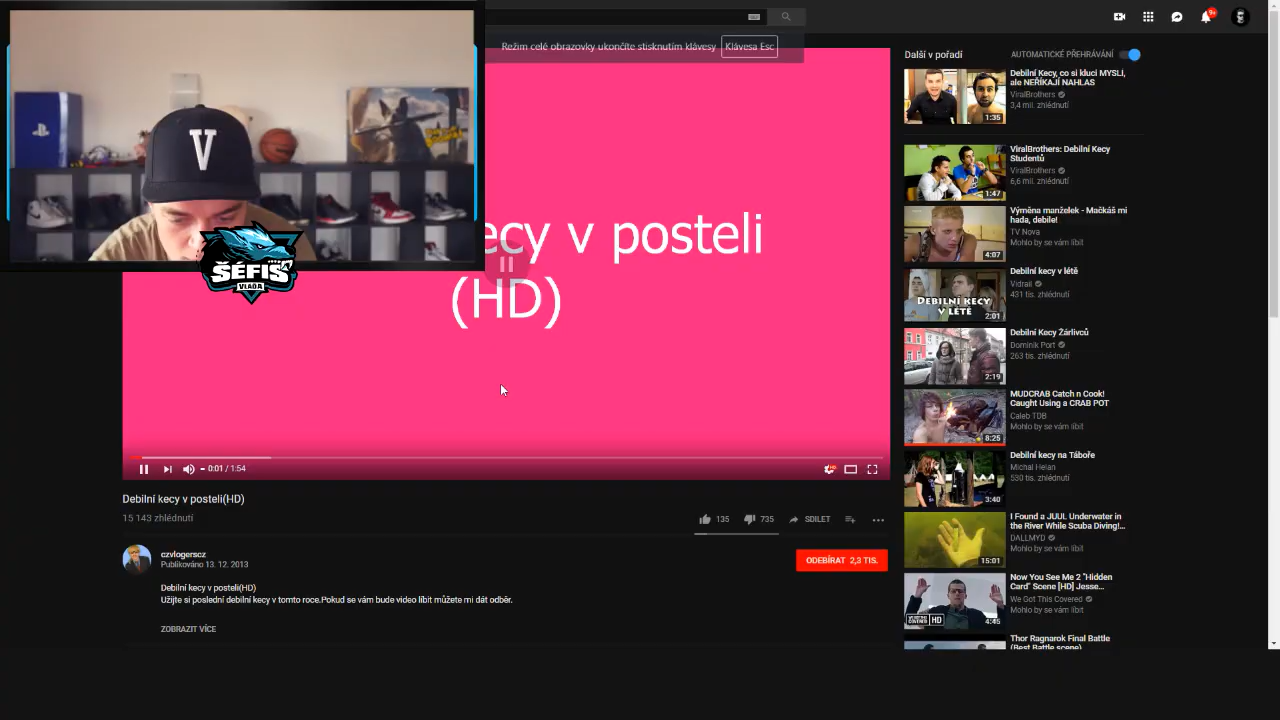 V
ŠÉFIS
VLAĎA
Režim celé obrazovky ukončíte stisknutím klávesy Klávesa Esc
9+
ecy v posteli
(HD)
0:01 / 1:54
Debilní kecy v posteli(HD)
15 143 zhlédnutí
135
735
SDÍLET
czvlogerscz
Publikováno 13. 12. 2013
ODEBÍRAT 2,3 TIS.
Debilní kecy v posteli(HD)
Užijte si poslední debilní kecy v tomto roce.Pokud se vám bude video líbit můžete mi dát odběr.
ZOBRAZIT VÍCE
Další v pořadí
AUTOMATICKÉ PŘEHRÁVÁNÍ
Debilní Kecy, co si kluci MYSLÍ,
ale NEŘÍKAJÍ NAHLAS
ViralBrothers
3,4 mil. zhlédnutí
1:35
ViralBrothers: Debilní Kecy
Studentů
ViralBrothers
6,6 mil. zhlédnutí
1:47
Výměna manželek - Mačkáš mi
hada, debile!
TV Nova
Mohlo by se vám líbit
4:07
Debilní kecy v létě
Vidrail
431 tis. zhlédnutí
DEBILNÍ KECY
V LÉTĚ
2:01
Debilní Kecy Žárlivců
Dominik Port
263 tis. zhlédnutí
2:19
MUDCRAB Catch n Cook!
Caught Using a CRAB POT
Caleb TDB
Mohlo by se vám líbit
8:25
Debilní kecy na Táboře
Michal Helan
530 tis. zhlédnutí
3:40
I Found a JUUL Underwater in
the River While Scuba Diving!...
DALLMYD
Mohlo by se vám líbit
15:01
Now You See Me 2 "Hidden
Card" Scene [HD] Jesse...
We Got This Covered
Mohlo by se vám líbit
HD
4:45
Thor Ragnarok Final Battle
(Best Battle scene)